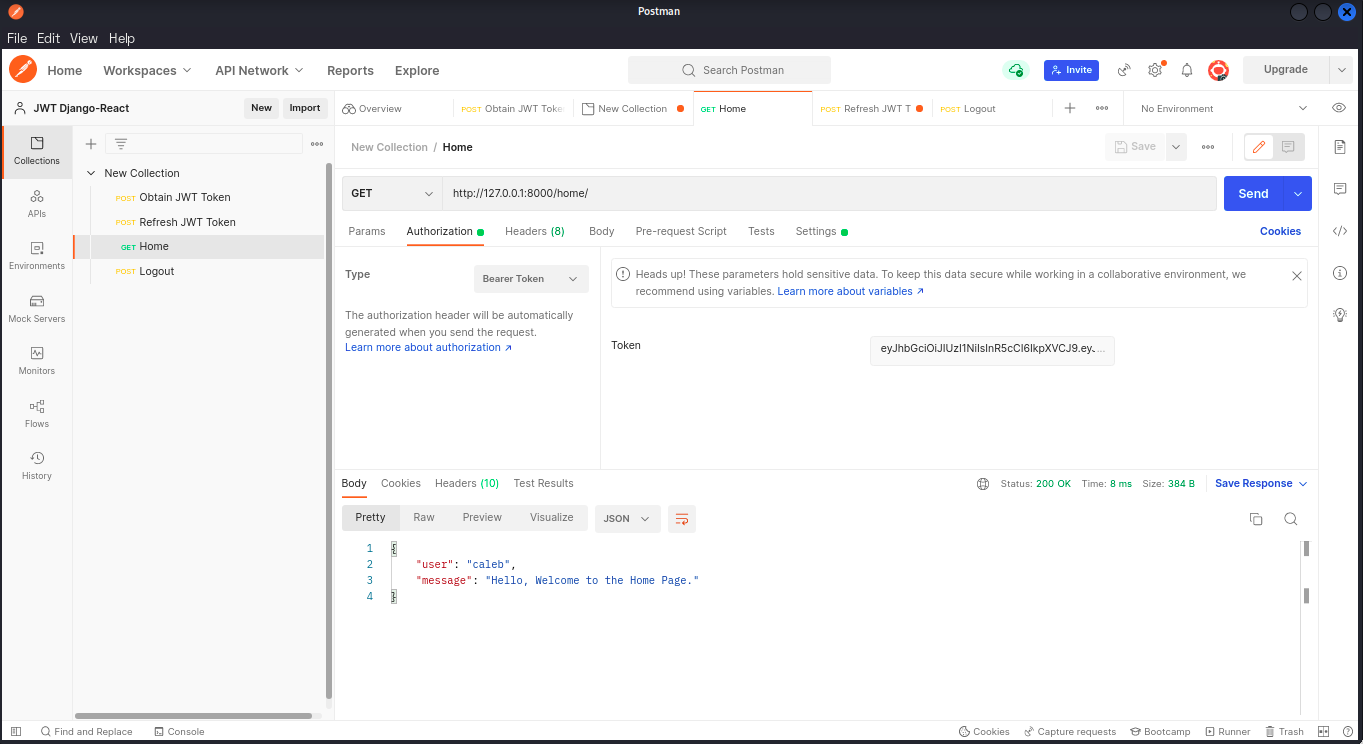 Postman
File Edit View Help
Home Workspaces API Network Reports Explore Search Postman Invite Upgrade
JWT Django-React New Import
Overview POST Obtain JWT Toke New Collection GET Home POST Refresh JWT T POST Logout No Environment
Collections
APIs
Environments
Mock Servers
Monitors
Flows
History
New Collection
POST Obtain JWT Token
POST Refresh JWT Token
GET Home
POST Logout
New Collection / Home Save
GET http://127.0.0.1:8000/home/ Send
Params Authorization Headers (8) Body Pre-request Script Tests Settings Cookies
Type Bearer Token
The authorization header will be automatically
generated when you send the request.
Learn more about authorization ↗
Heads up! These parameters hold sensitive data. To keep this data secure while working in a collaborative environment, we
recommend using variables. Learn more about variables ↗
Token
Body Cookies Headers (10) Test Results Status: 200 OK Time: 8 ms Size: 384 B Save Response
Pretty Raw Preview Visualize JSON
1 {
2 "user": "caleb",
3 "message": "Hello, Welcome to the Home Page."
4 }
Find and Replace Console Cookies Capture requests Bootcamp Runner Trash